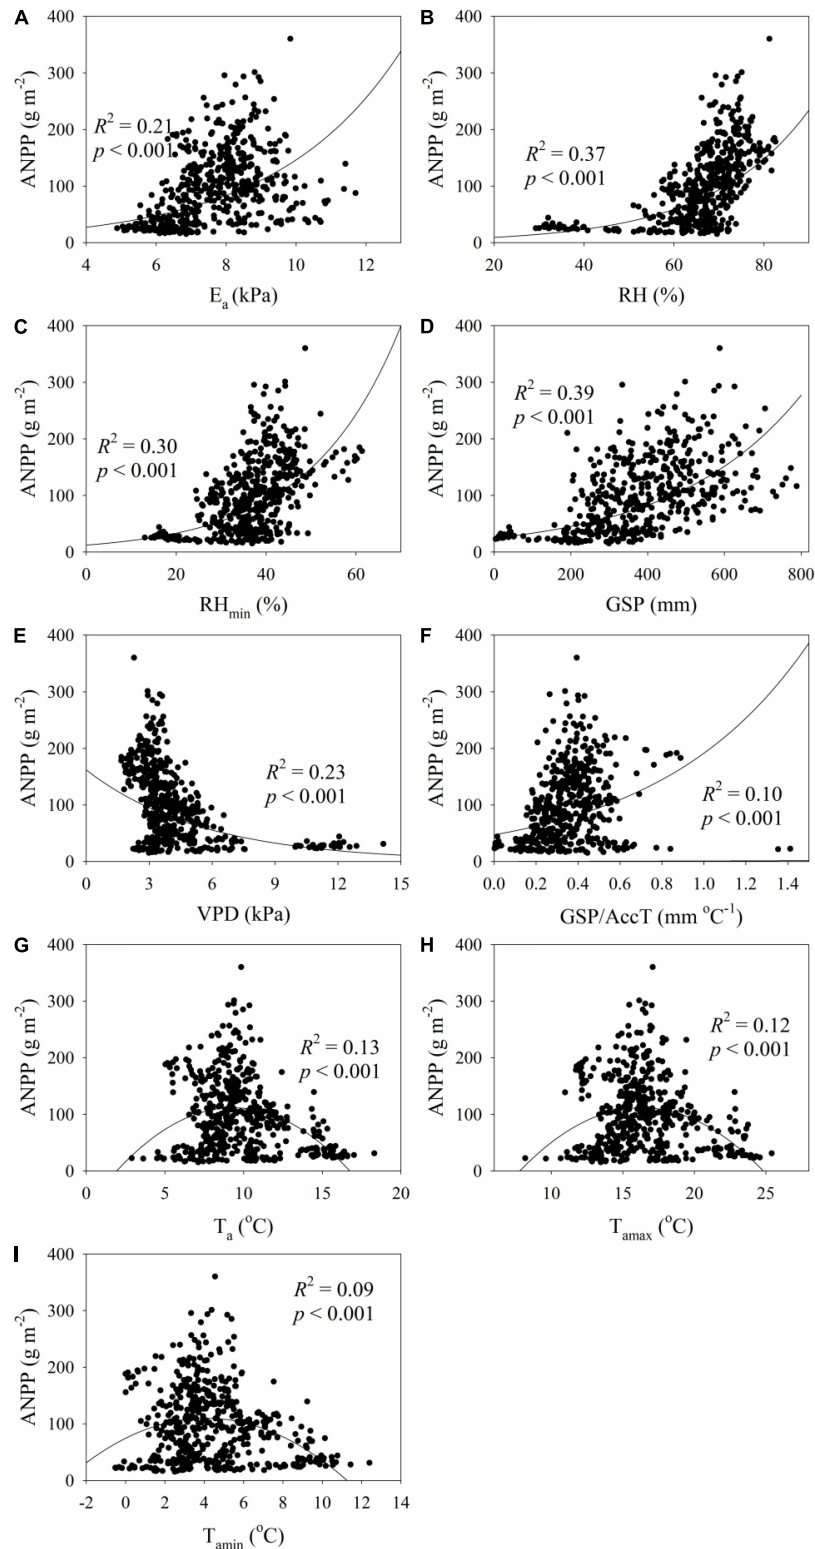 A
400
300
200
100
0
ANPP (g m⁻²)
R² = 0.21
p < 0.001
4 6 8 10 12
Eₐ (kPa)
B
400
300
200
100
0
ANPP (g m⁻²)
R² = 0.37
p < 0.001
20 40 60 80
RH (%)
C
400
300
200
100
0
ANPP (g m⁻²)
R² = 0.30
p < 0.001
0 20 40 60
RHmin (%)
D
400
300
200
100
0
ANPP (g m⁻²)
R² = 0.39
p < 0.001
0 200 400 600 800
GSP (mm)
E
400
300
200
100
0
ANPP (g m⁻²)
R² = 0.23
p < 0.001
0 3 6 9 12 15
VPD (kPa)
F
400
300
200
100
0
ANPP (g m⁻²)
R² = 0.10
p < 0.001
0.0 0.2 0.4 0.6 0.8 1.0 1.2 1.4
GSP/AccT (mm °C⁻¹)
G
400
300
200
100
0
ANPP (g m⁻²)
R² = 0.13
p < 0.001
0 5 10 15 20
Tₐ (°C)
H
400
300
200
100
0
ANPP (g m⁻²)
R² = 0.12
p < 0.001
10 15 20 25
Tamax (°C)
I
400
300
200
100
0
ANPP (g m⁻²)
R² = 0.09
p < 0.001
-2 0 2 4 6 8 10 12 14
Tamin (°C)